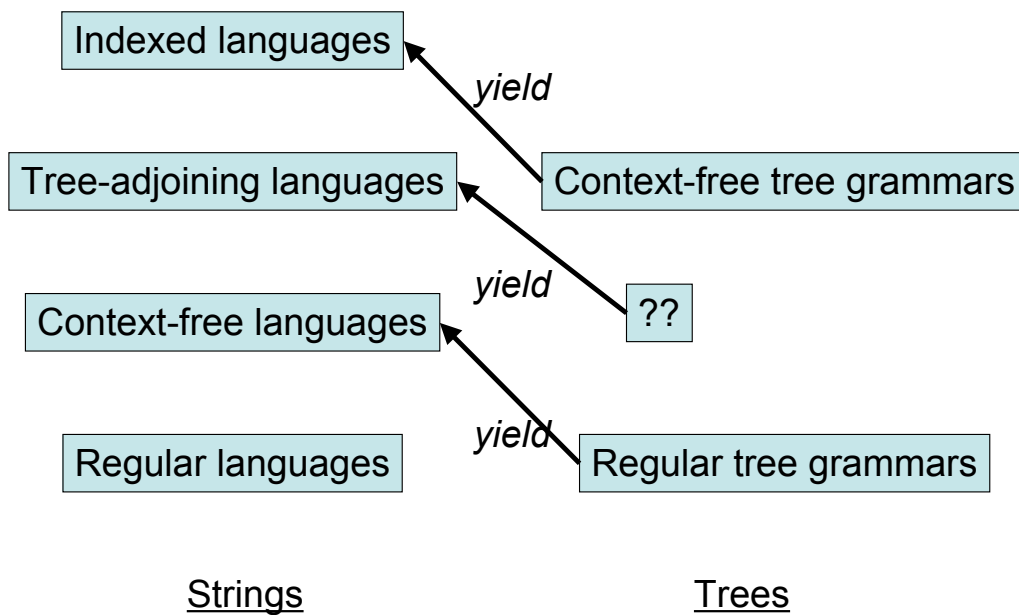 Indexed languages
yield
Tree-adjoining languages
Context-free tree grammars
yield
??
Context-free languages
yield
Regular languages
Regular tree grammars
Strings
Trees